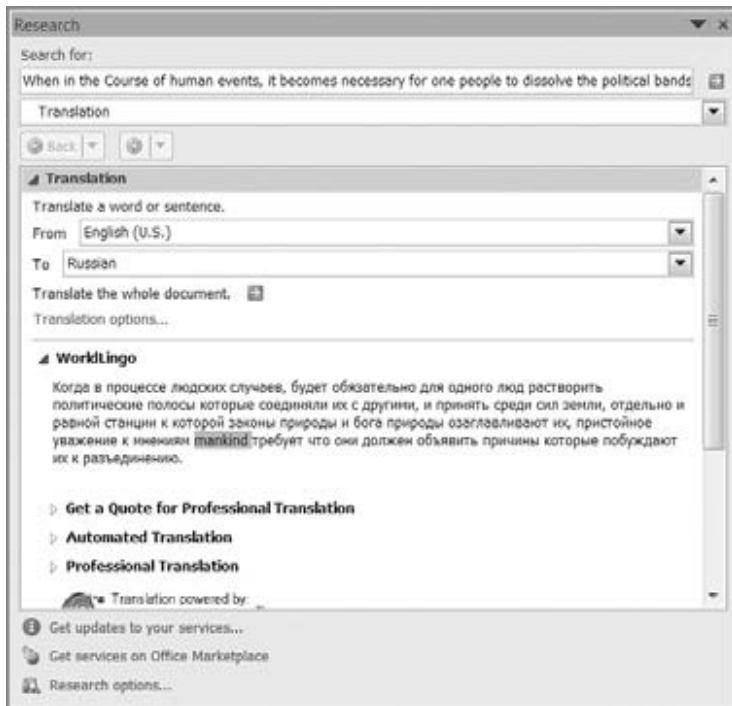 Research
Search for:
When in the Course of human events, it becomes necessary for one people to dissolve the political bands
Translation
Back
Translation
Translate a word or sentence.
From English (U.S.)
To Russian
Translate the whole document.
Translation options...
WorldLingo
Когда в процессе людских случаев, будет обязательно для одного люд растворить
политические полосы которые соединяли их с другими, и принять среди сил земли, отдельно и
равной станции к которой законы природы и бога природы озаглавливают их, пристойное
уважение к мнениям mankind требует что они должен объявить причины которые побуждают
их к разъединению.
Get a Quote for Professional Translation
Automated Translation
Professional Translation
Translation powered by:
Get updates to your services...
Get services on Office Marketplace
Research options...